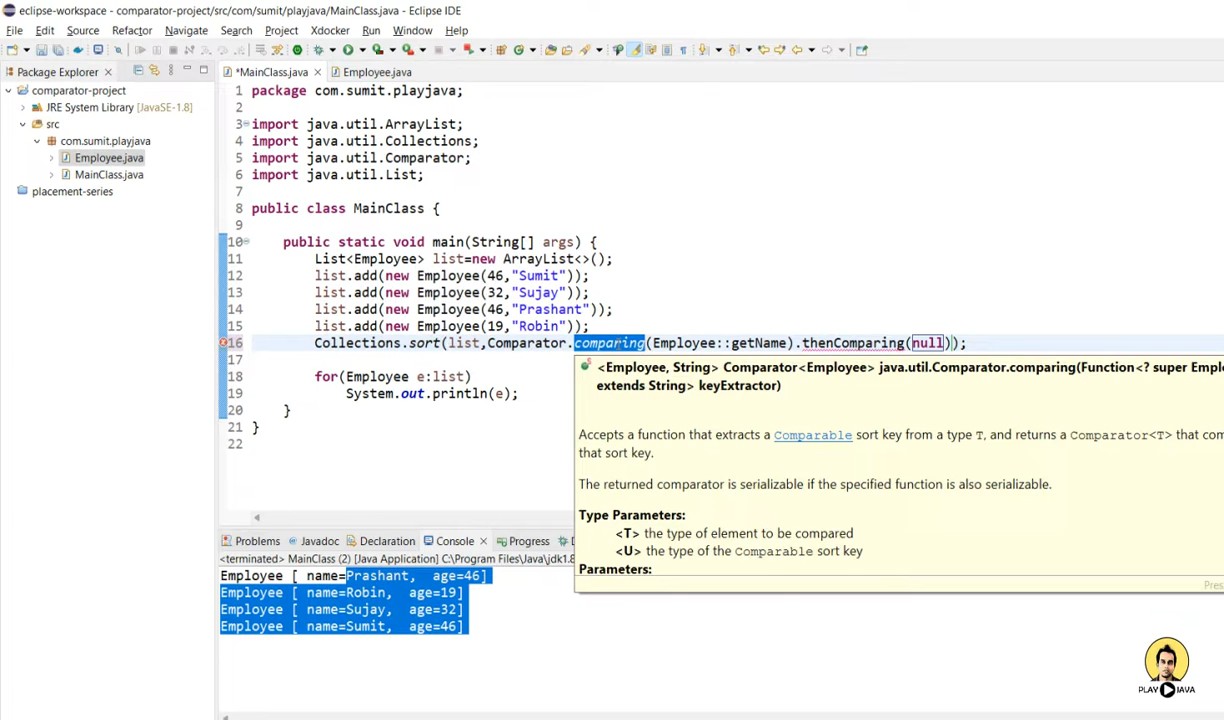 eclipse-workspace - comparator-project/src/com/sumit/playjava/MainClass.java - Eclipse IDE
File Edit Source Refactor Navigate Search Project Xdocker Run Window Help
Package Explorer
*MainClass.java Employee.java
comparator-project
JRE System Library [JavaSE-1.8]
src
com.sumit.playjava
Employee.java
MainClass.java
placement-series
1 package com.sumit.playjava;
2
3 import java.util.ArrayList;
4 import java.util.Collections;
5 import java.util.Comparator;
6 import java.util.List;
7
8 public class MainClass {
9
10 public static void main(String[] args) {
11 List<Employee> list=new ArrayList<>();
12 list.add(new Employee(46,"Sumit"));
13 list.add(new Employee(32,"Sujay"));
14 list.add(new Employee(46,"Prashant"));
15 list.add(new Employee(19,"Robin"));
16 Collections.sort(list,Comparator.comparing(Employee::getName).thenComparing(null));
17
18 for(Employee e:list)
19 System.out.println(e);
20 }
21 }
22
<Employee, String> Comparator<Employee> java.util.Comparator.comparing(Function<? super Emplo
extends String> keyExtractor)
Accepts a function that extracts a Comparable sort key from a type T, and returns a Comparator<T> that com
that sort key.
The returned comparator is serializable if the specified function is also serializable.
Type Parameters:
<T> the type of element to be compared
<U> the type of the Comparable sort key
Parameters:
Problems Javadoc Declaration Console Progress
<terminated> MainClass (2) [Java Application] C:\Program Files\Java\jdk1.8
Employee [ name=Prashant, age=46]
Employee [ name=Robin, age=19]
Employee [ name=Sujay, age=32]
Employee [ name=Sumit, age=46]
PLAY JAVA